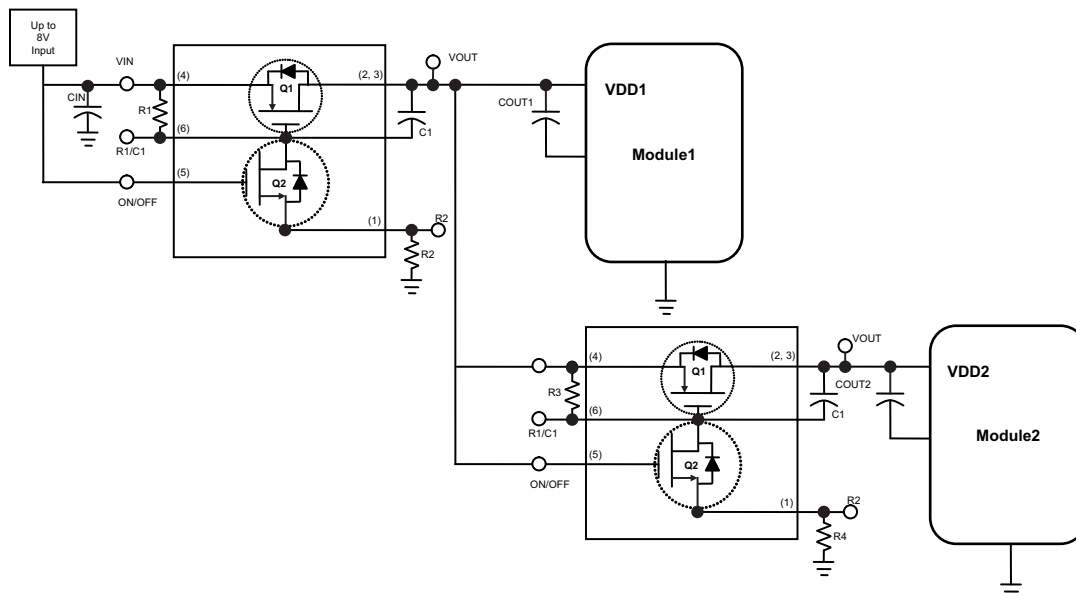 Up to
8V
Input
VIN
CIN
R1
R1/C1
ON/OFF
(4)
(6)
(5)
Q1
Q2
(2, 3)
(1)
VOUT
C1
R2
R2
COUT1
VDD1
Module1
R3
R1/C1
ON/OFF
(4)
(6)
(5)
Q1
Q2
(2, 3)
(1)
VOUT
C1
R2
R4
COUT2
VDD2
Module2